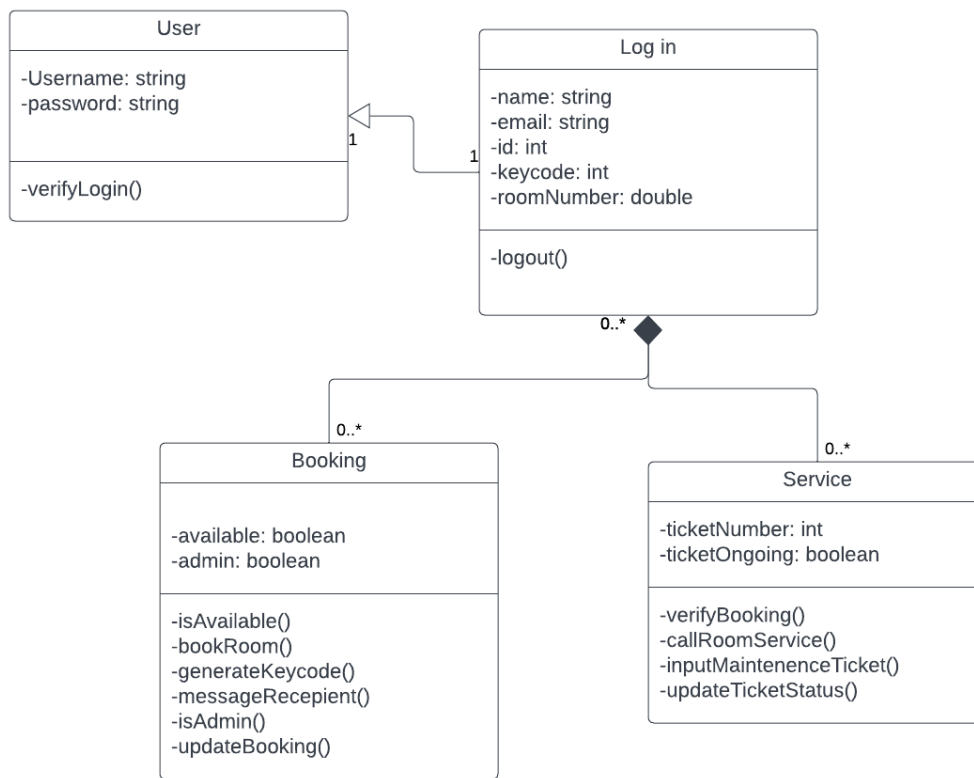 User
-Username: string
-password: string
-verifyLogin()
1
1
Log in
-name: string
-email: string
-id: int
-keycode: int
-roomNumber: double
-logout()
0..*
0..*
Booking
-available: boolean
-admin: boolean
-isAvailable()
-bookRoom()
-generateKeycode()
-messageRecepient()
-isAdmin()
-updateBooking()
0..*
Service
-ticketNumber: int
-ticketOngoing: boolean
-verifyBooking()
-callRoomService()
-inputMaintenenceTicket()
-updateTicketStatus()